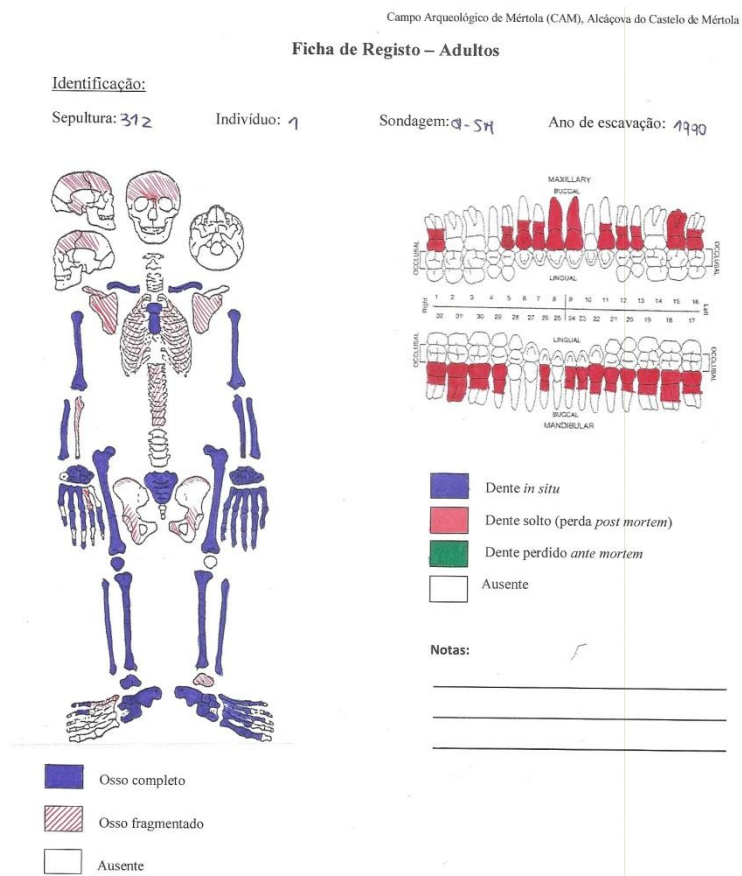 Campo Arqueológico de Mértola (CAM), Alcáçova do Castelo de Mértola
Ficha de Registo – Adultos
Identificação:
Sepultura: 312 Indivíduo: 1 Sondagem: Ano de escavação: 1990
MAXILLARY
BUCCAL
OCCLUSAL
OCCLUSAL
LINGUAL
Right 1 2 3 4 5 6 7 8 9 10 11 12 13 14 15 16 Left
32 31 30 29 28 27 26 25 24 23 22 21 20 19 18 17
OCCLUSAL
OCCLUSAL
LINGUAL
BUCCAL
MANDIBULAR
Dente in situ
Dente solto (perda post mortem)
Dente perdido ante mortem
Ausente
Notas:
Osso completo
Osso fragmentado
Ausente